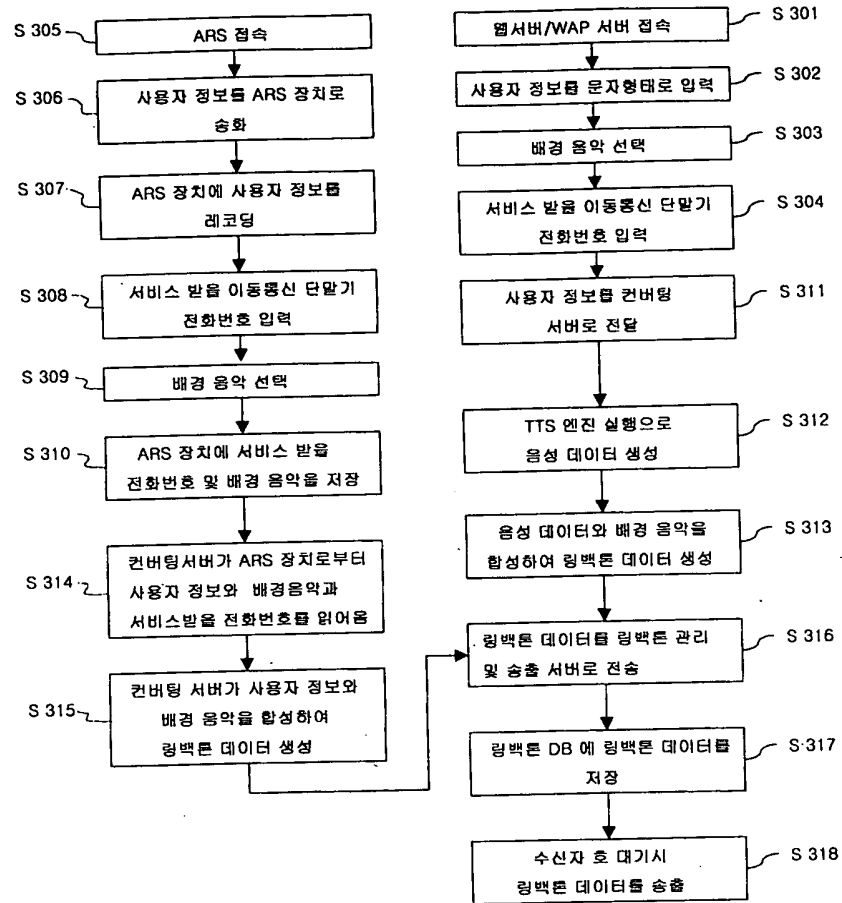 S 305
ARS 접속
S 306
사용자 정보를 ARS 장치로
송화
S 307
ARS 장치에 사용자 정보를
레코딩
S 308
서비스 받을 이동통신 단말기
전화번호 입력
S 309
배경 음악 선택
S 310
ARS 장치에 서비스 받을
전화번호 및 배경 음악을 저장
S 314
컨버팅서버가 ARS 장치로부터
사용자 정보와 배경음악과
서비스받을 전화번호를 읽어옴
S 315
컨버팅 서버가 사용자 정보와
배경 음악을 합성하여
링백톤 데이터 생성
S 301
웹서버/WAP 서버 접속
S 302
사용자 정보를 문자형태로 입력
S 303
배경 음악 선택
S 304
서비스 받을 이동통신 단말기
전화번호 입력
S 311
사용자 정보를 컨버팅
서버로 전달
S 312
TTS 엔진 실행으로
음성 데이터 생성
S 313
음성 데이터와 배경 음악을
합성하여 링백톤 데이터 생성
S 316
링백톤 데이터를 링백톤 관리
및 송출 서버로 전송
S 317
링백톤 DB 에 링백톤 데이터를
저장
S 318
수신자 호 대기시
링백톤 데이터를 송출